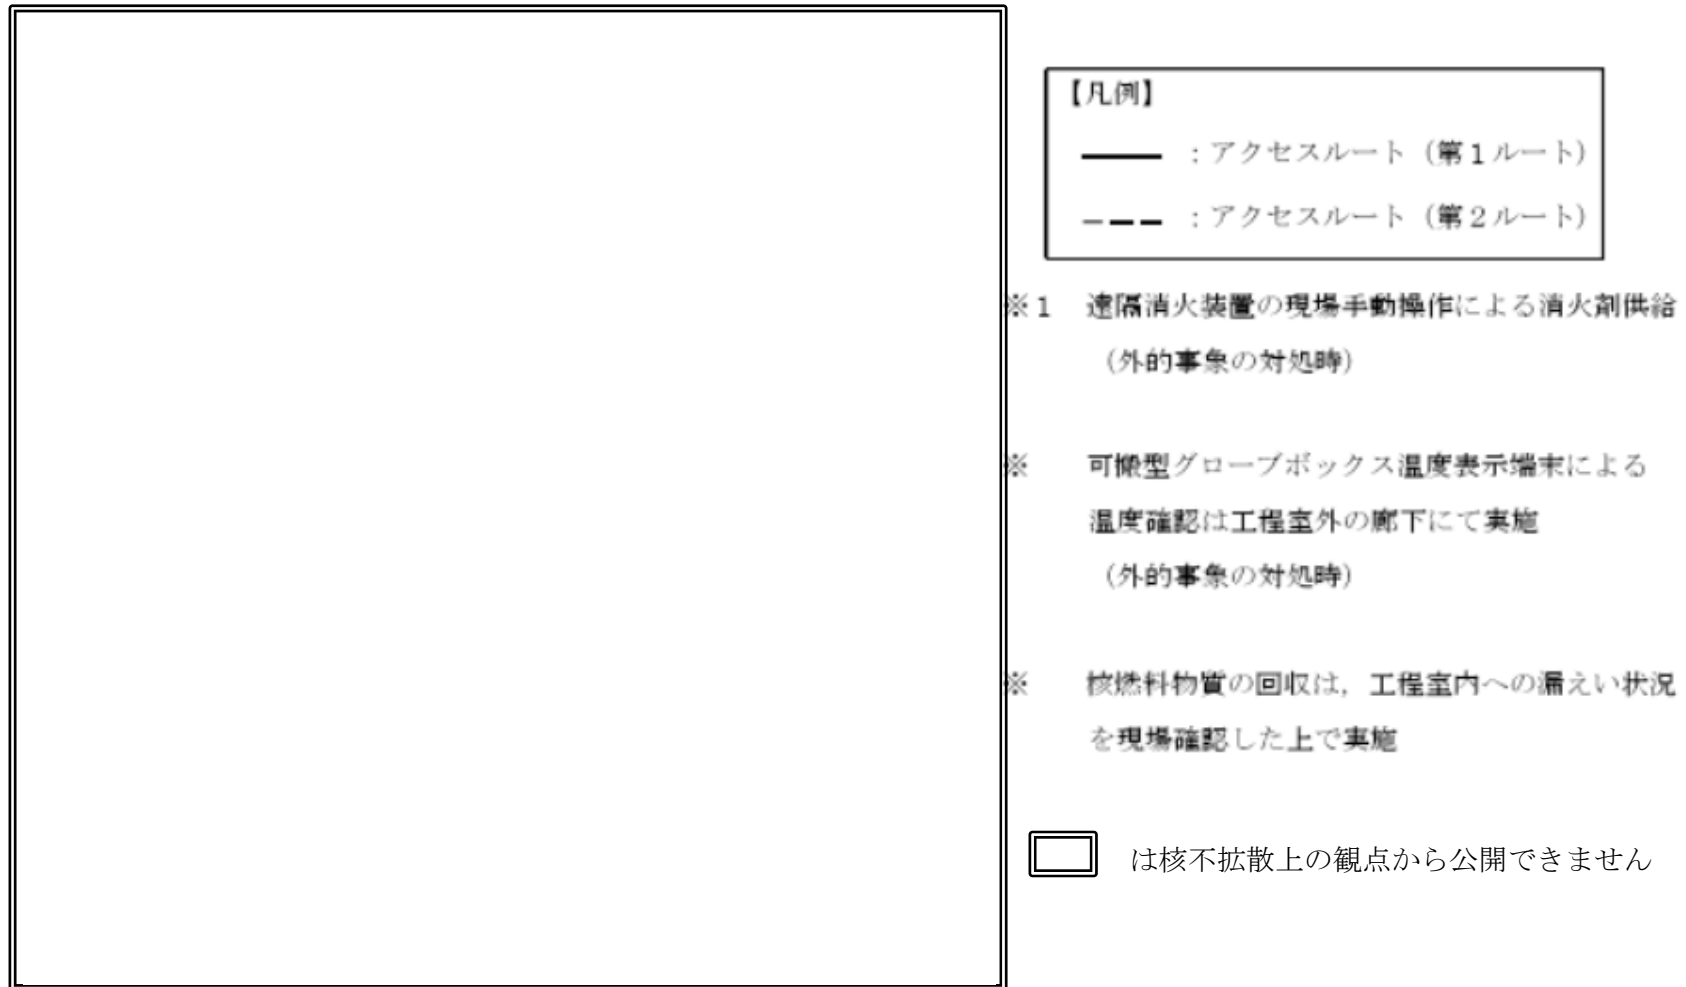 【凡例】
：アクセスルート（第1ルート）
：アクセスルート（第2ルート）
※1 遠隔消火装置の現場手動操作による消火剤供給
（外的事象の対処時）
※ 可搬型グローブボックス温度表示端末による
温度確認は工程室外の廊下にて実施
（外的事象の対処時）
※ 核燃料物質の回収は，工程室内への漏えい状況
を現場確認した上で実施
は核不拡散上の観点から公開できません